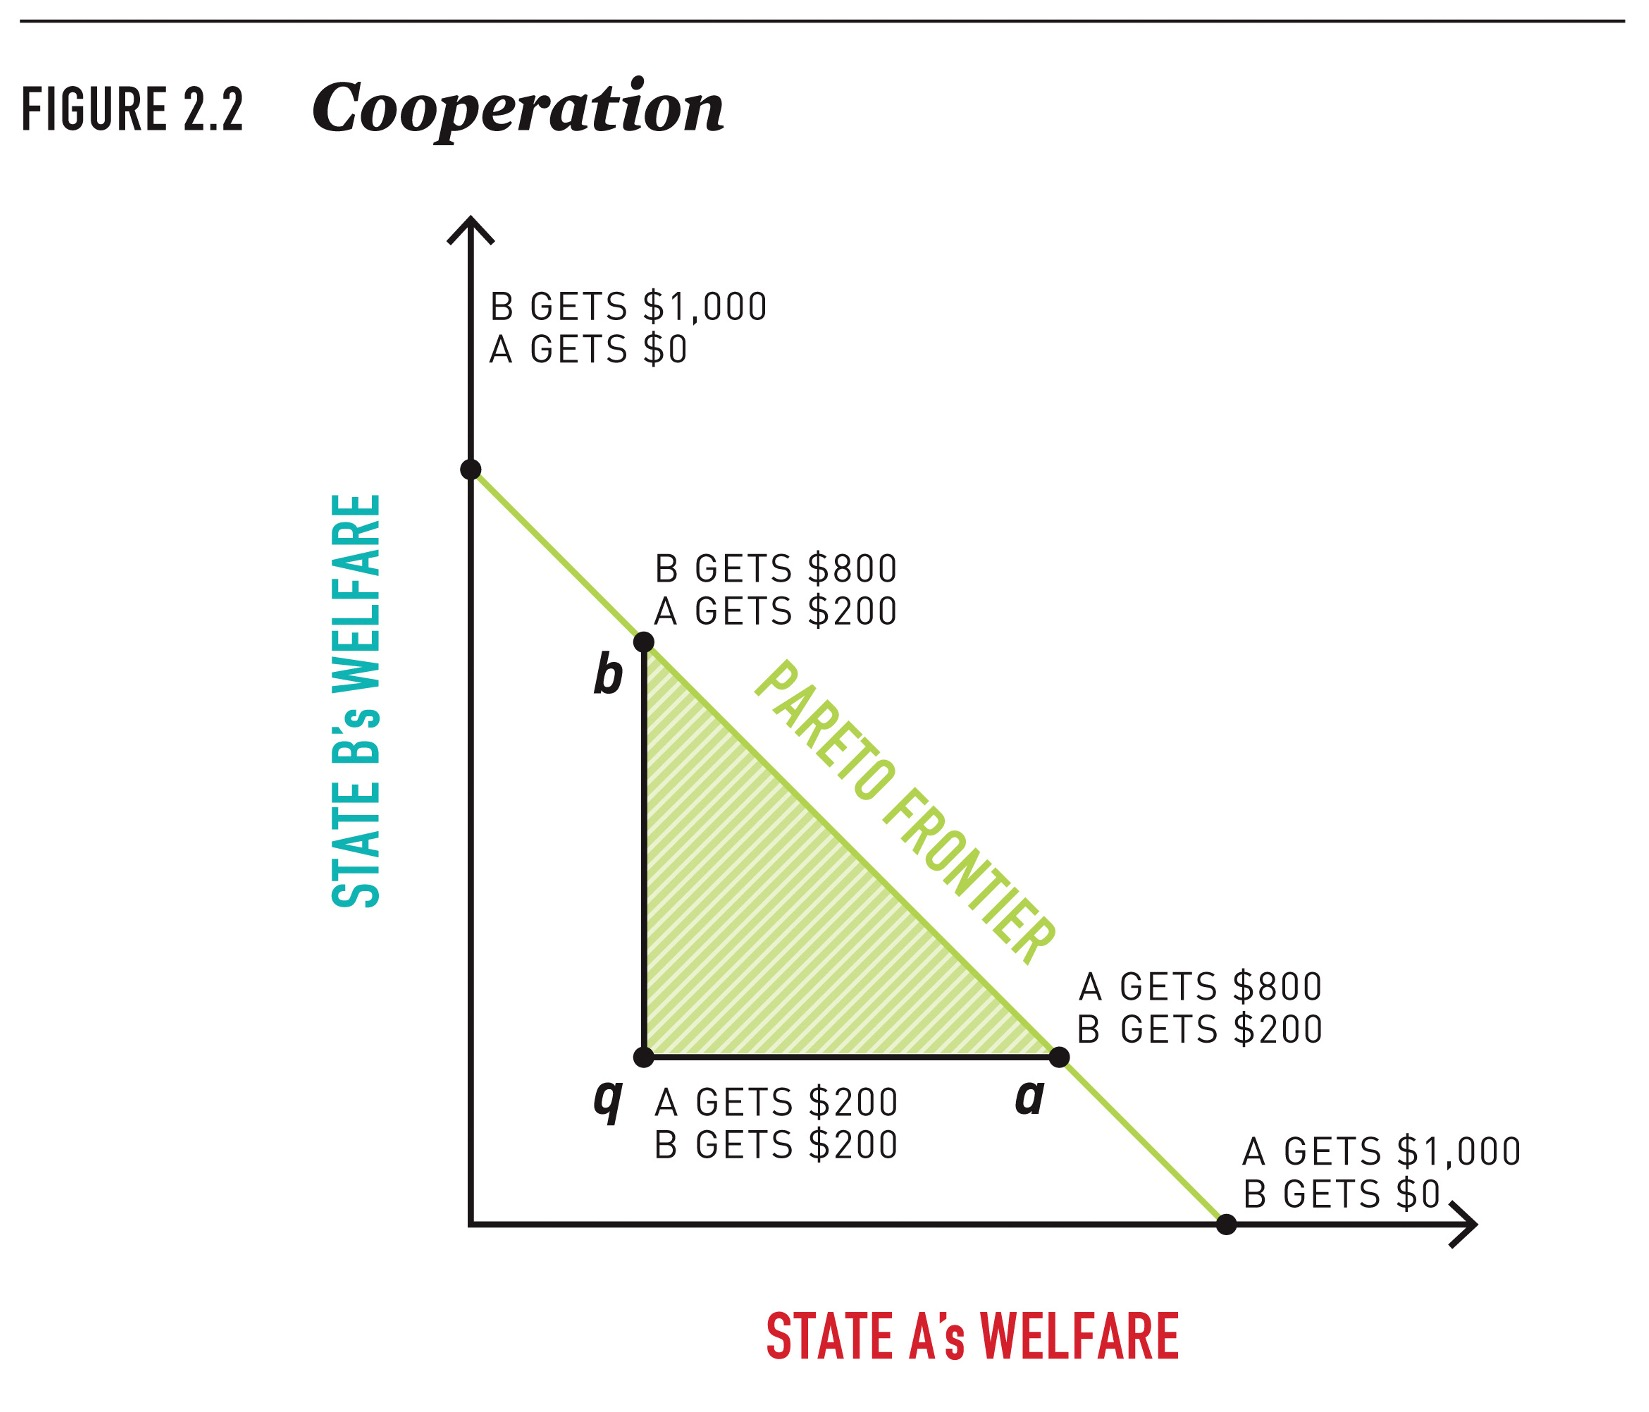 FIGURE 2.2 Cooperation
B GETS $1,000
A GETS $0
STATE B's WELFARE
B GETS $800
A GETS $200
b
PARETO FRONTIER
A GETS $800
B GETS $200
q
A GETS $200
B GETS $200
a
A GETS $1,000
B GETS $0
STATE A's WELFARE